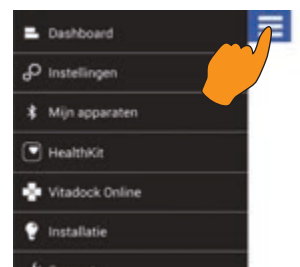 Dashboard
Instellingen
Mijn apparaten
HealthKit
Vitadock Online
Installatie